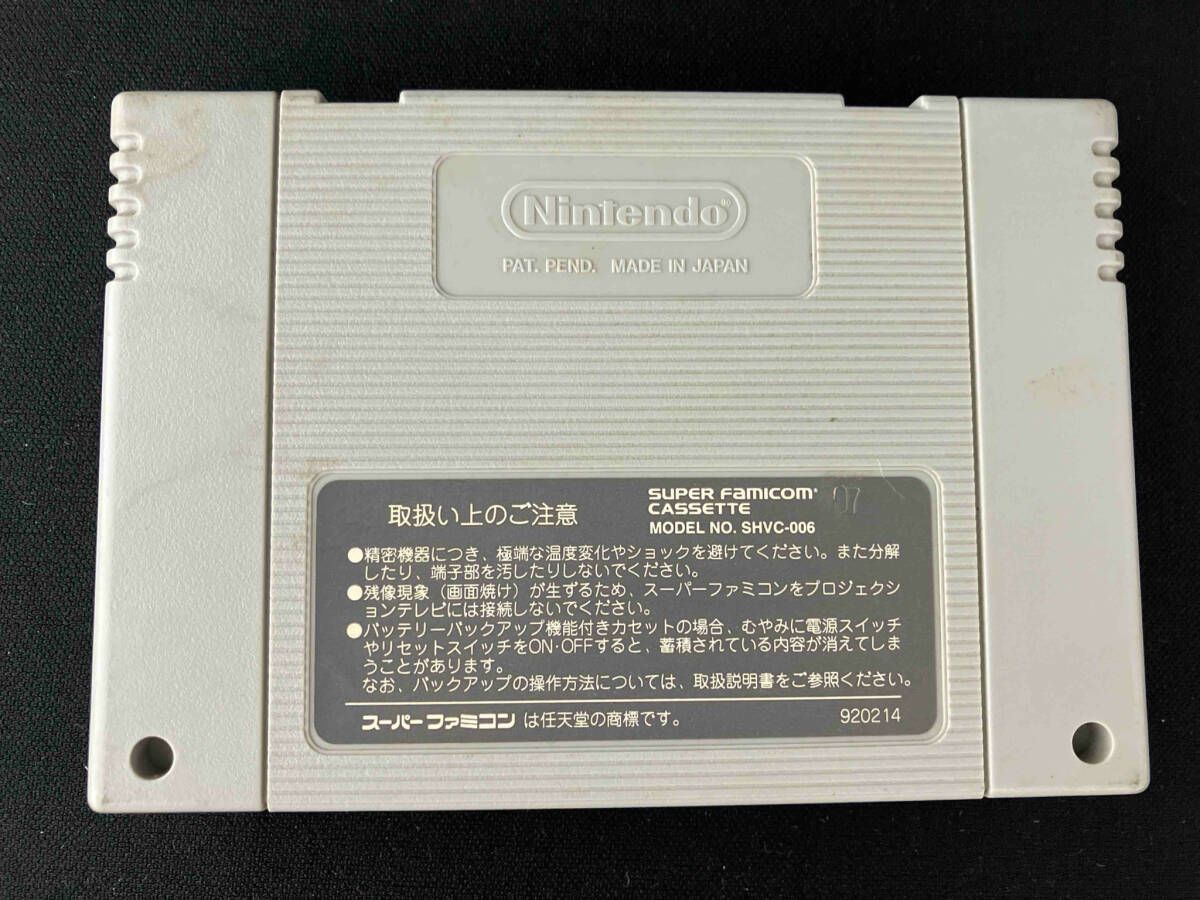 Nintendo®
PAT. PEND. MADE IN JAPAN
取扱い上のご注意
SUPER FAMICOM®
CASSETTE
MODEL NO. SHVC-006
07
●精密機器につき、極端な温度変化やショックを避けてください。また分解
したり、端子部を汚したりしないでください。
●残像現象(画面焼け)が生ずるため、スーパーファミコンをプロジェクシ
ョンテレビには接続しないでください。
●バッテリーバックアップ機能付きカセットの場合、むやみに電源スイッチ
やリセットスイッチをON・OFFすると、蓄積されている内容が消えてしま
うことがあります。
なお、バックアップの操作方法については、取扱説明書をご参照ください。
スーパーファミコン は任天堂の商標です。 920214